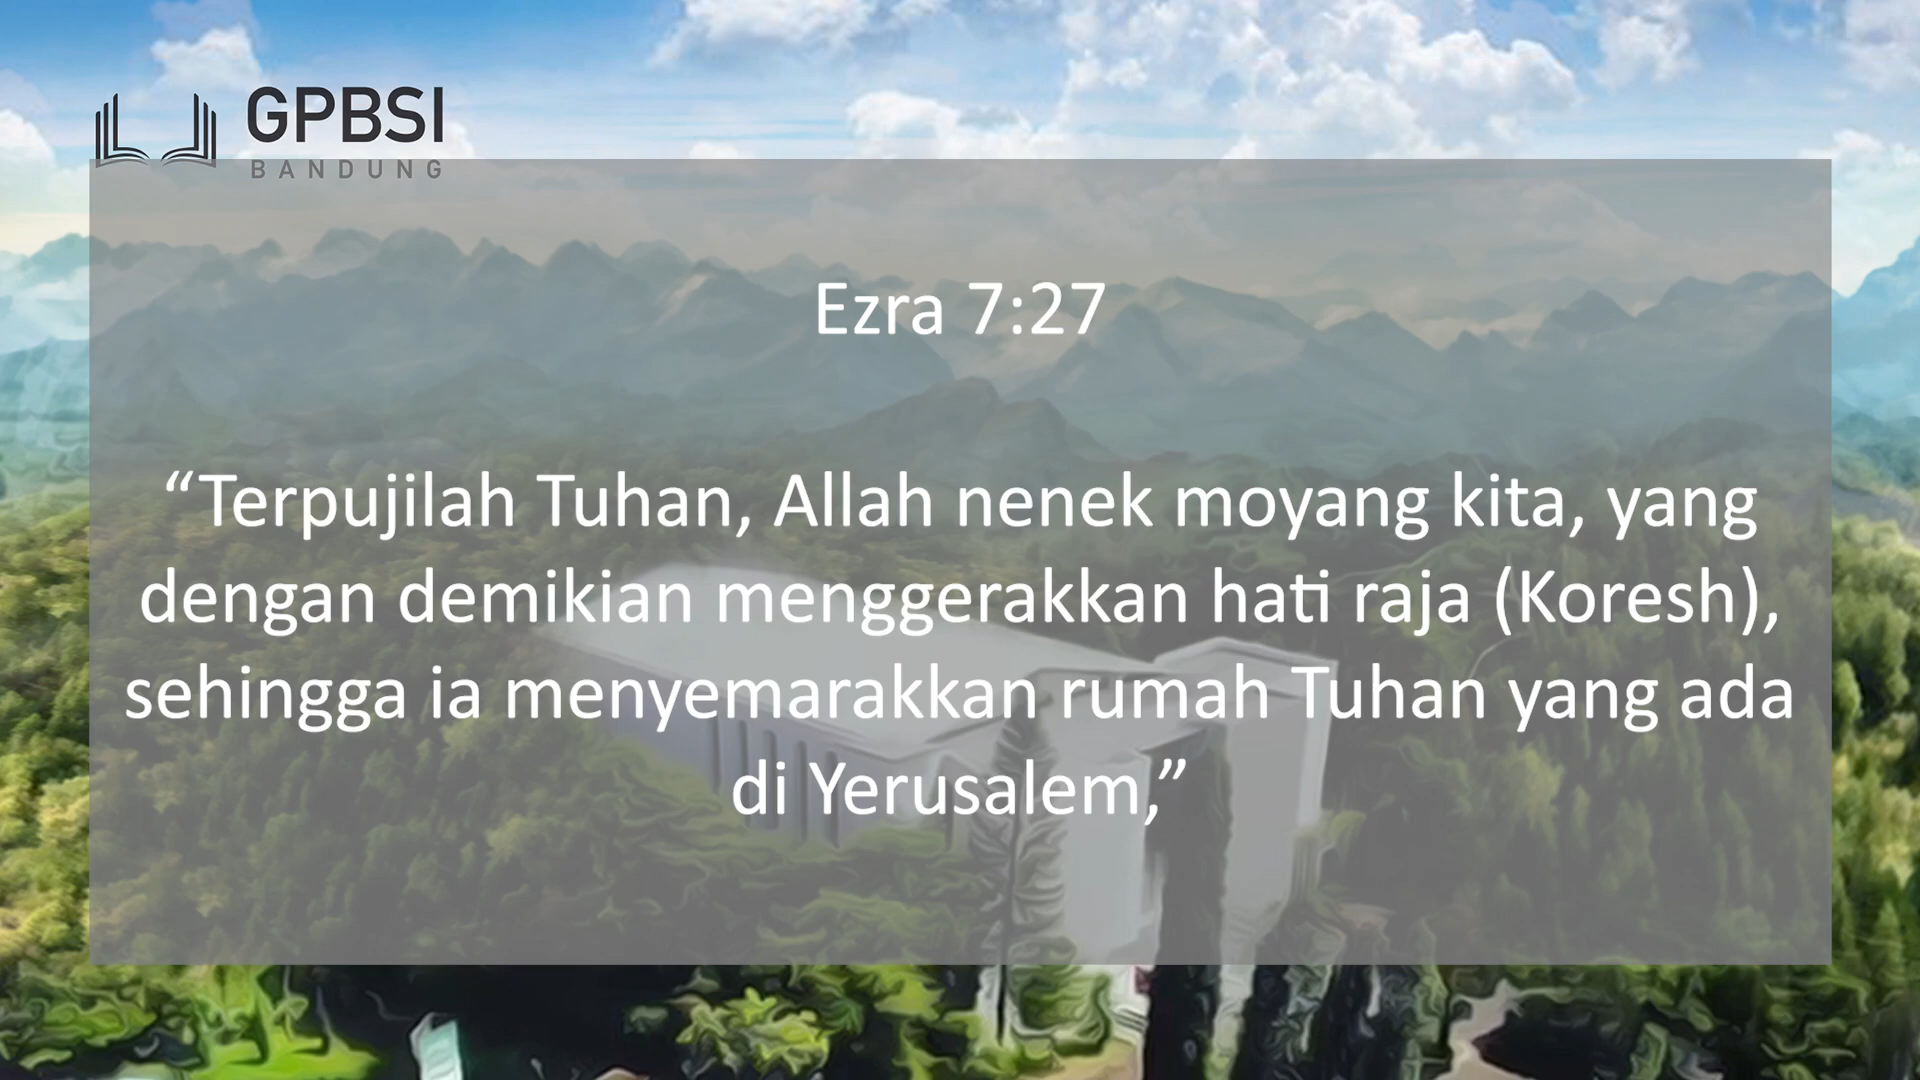 GPBSI
BANDUNG
Ezra 7:27
“Terpujilah Tuhan, Allah nenek moyang kita, yang
dengan demikian menggerakkan hati raja (Koresh),
sehingga ia menyemarakkan rumah Tuhan yang ada
di Yerusalem,”